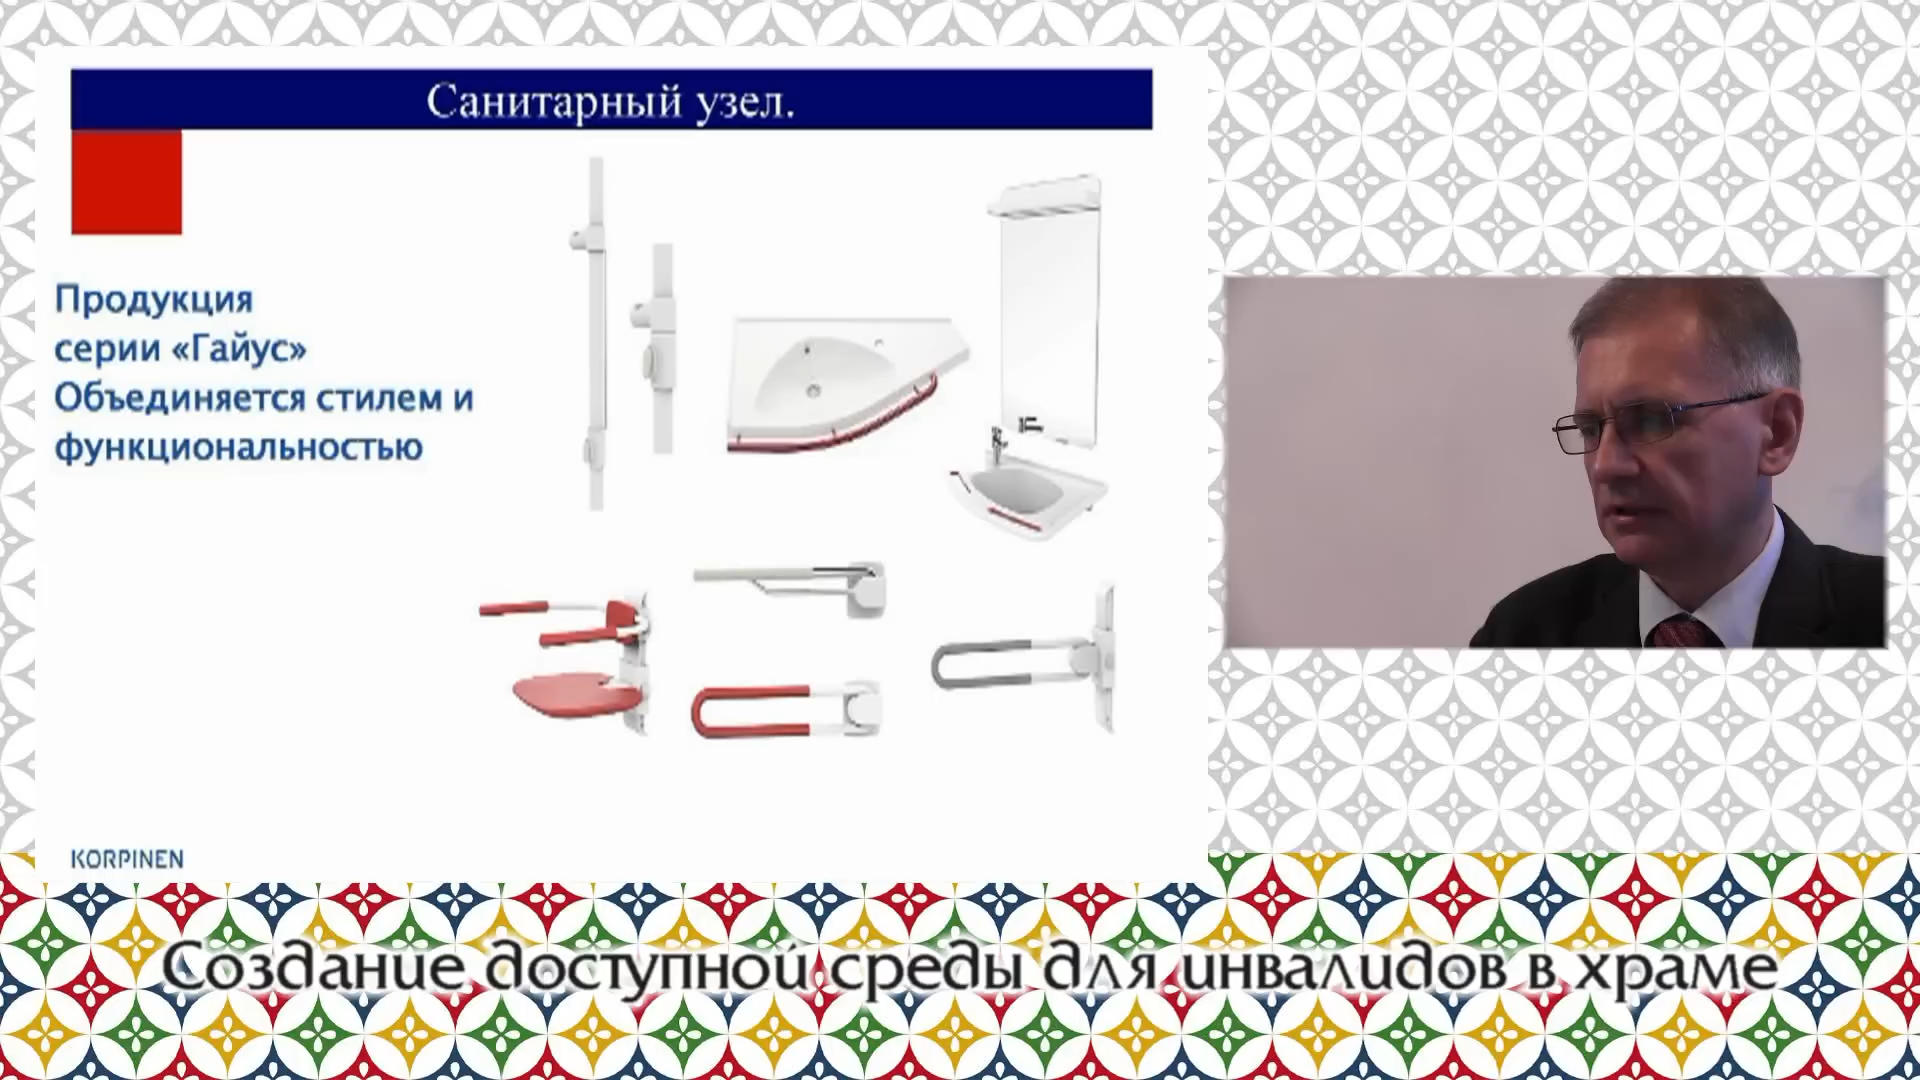 Санитарный узел.
Продукция
серии «Гайус»
Объединяется стилем и
функциональностью
KORPINEN
Создание доступной среды для инвалидов в храме